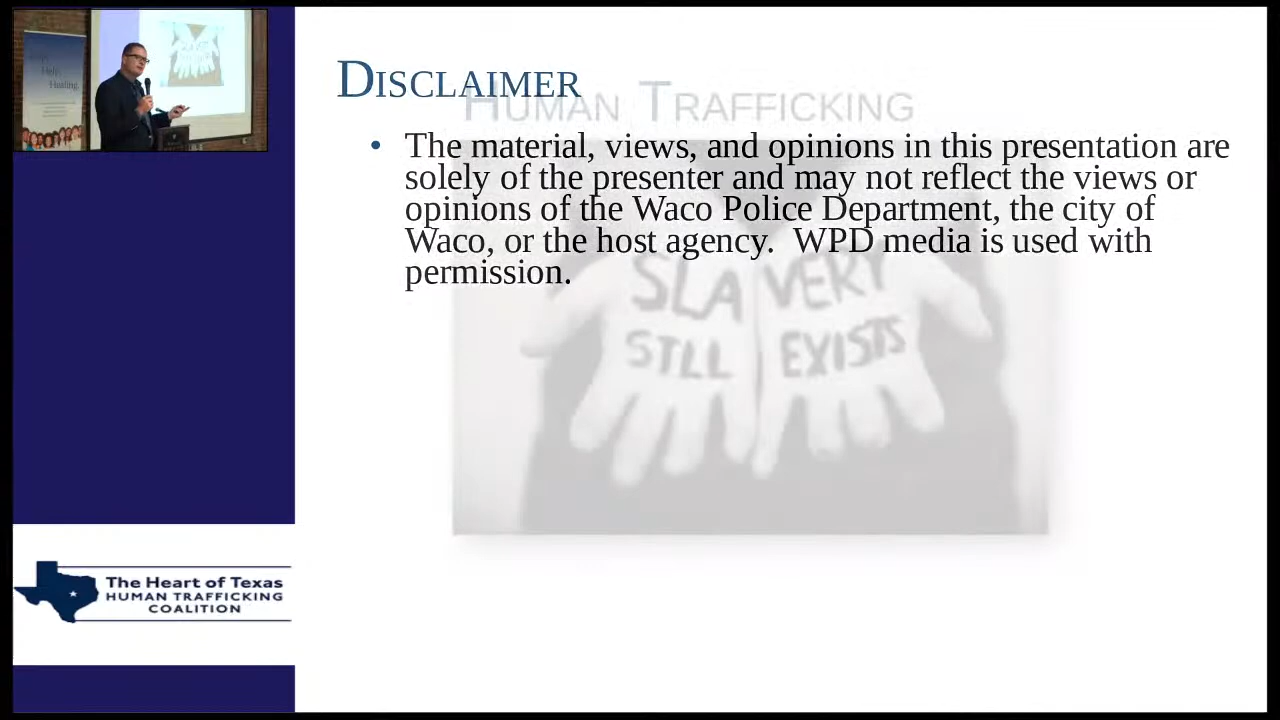 Help.
Healing.
DISCLAIMER
HUMAN TRAFFICKING
• The material, views, and opinions in this presentation are
solely of the presenter and may not reflect the views or
opinions of the Waco Police Department, the city of
Waco, or the host agency.  WPD media is used with
permission.
SLAVERY
STILL EXISTS
The Heart of Texas
HUMAN TRAFFICKING
COALITION